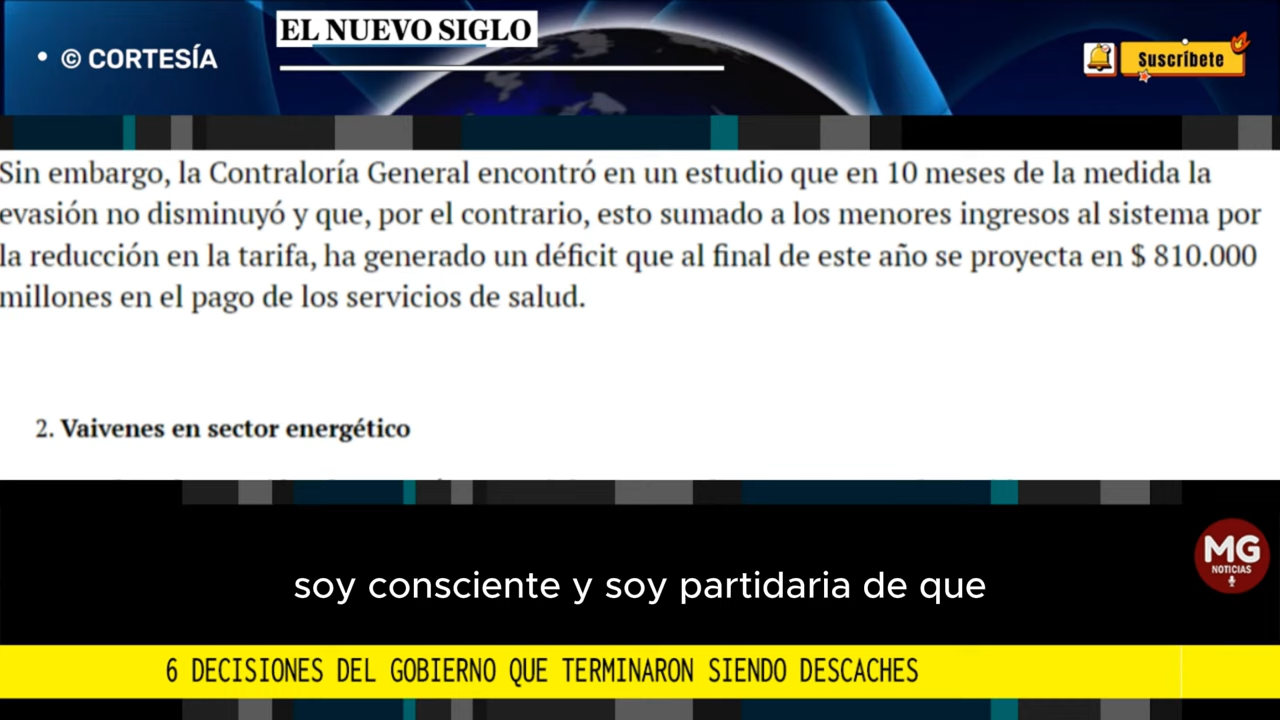 EL NUEVO SIGLO
• © CORTESÍA
Suscríbete
Sin embargo, la Contraloría General encontró en un estudio que en 10 meses de la medida la
evasión no disminuyó y que, por el contrario, esto sumado a los menores ingresos al sistema por
la reducción en la tarifa, ha generado un déficit que al final de este año se proyecta en $ 810.000
millones en el pago de los servicios de salud.
2. Vaivenes en sector energético
MG
NOTICIAS
soy consciente y soy partidaria de que
6 DECISIONES DEL GOBIERNO QUE TERMINARON SIENDO DESCACHES